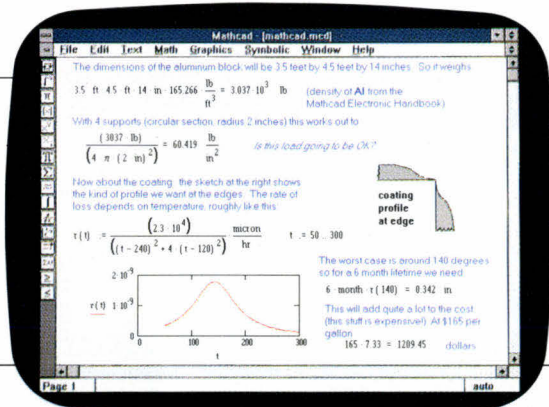 Mathcad - [mathcad.mcd]
File Edit Text Math Graphics Symbolic Window Help
The dimensions of the aluminum block will be 3.5 feet by 4.5 feet by 14 inches. So it weighs
3.5 ft 4.5 ft 14 in 165.266 lb/ft³ = 3.037·10³ lb
(density of Al from the
Mathcad Electronic Handbook)
With 4 supports (circular section, radius 2 inches) this works out to
(3037 lb)/(4 π (2 in)²) = 60.419 lb/in²
Is this load going to be OK?
Now about the coating the sketch at the right shows
the kind of profile we want at the edges. The rate of
loss depends on temperature, roughly like this:
coating
profile
at edge
r(t) := (2.3·10⁴)/((t - 240)² + 4 (t - 120)²) micron/hr
t := 50 .. 300
The worst case is around 140 degrees
so for a 6 month lifetime we need
6 month r(140) = 0.342 in
This will add quite a lot to the cost
(this stuff is expensive!) At $165 per
gallon
165 7.33 = 1209.45 dollars
2·10⁻⁹
r(t) 1·10⁻⁹
0
0 100 200 300
t
Page 1
auto